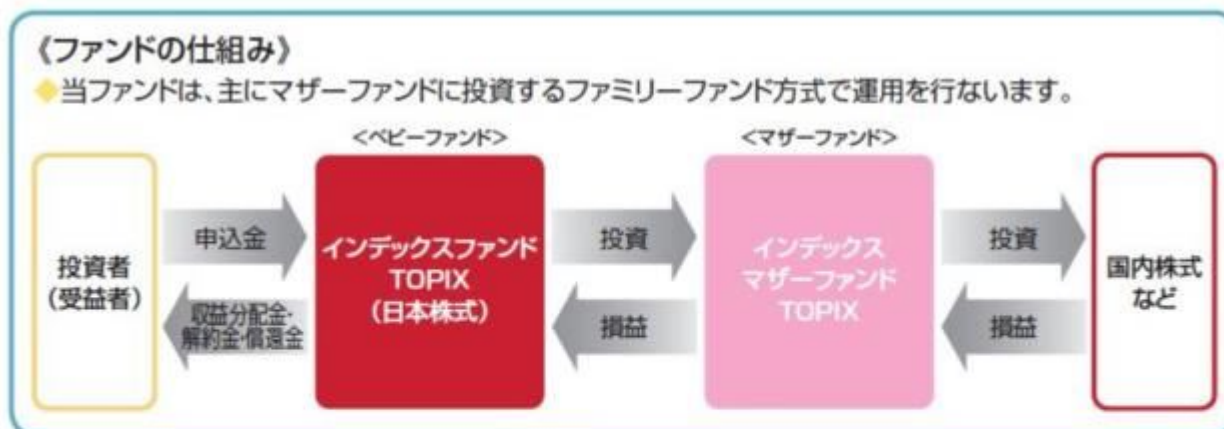 《ファンドの仕組み》
◆当ファンドは、主にマザーファンドに投資するファミリーファンド方式で運用を行ないます。
<ベビーファンド>
<マザーファンド>
投資者
(受益者)
申込金
収益分配金・
解約金・償還金
インデックスファンド
TOPIX
(日本株式)
投資
損益
インデックス
マザーファンド
TOPIX
投資
損益
国内株式
など